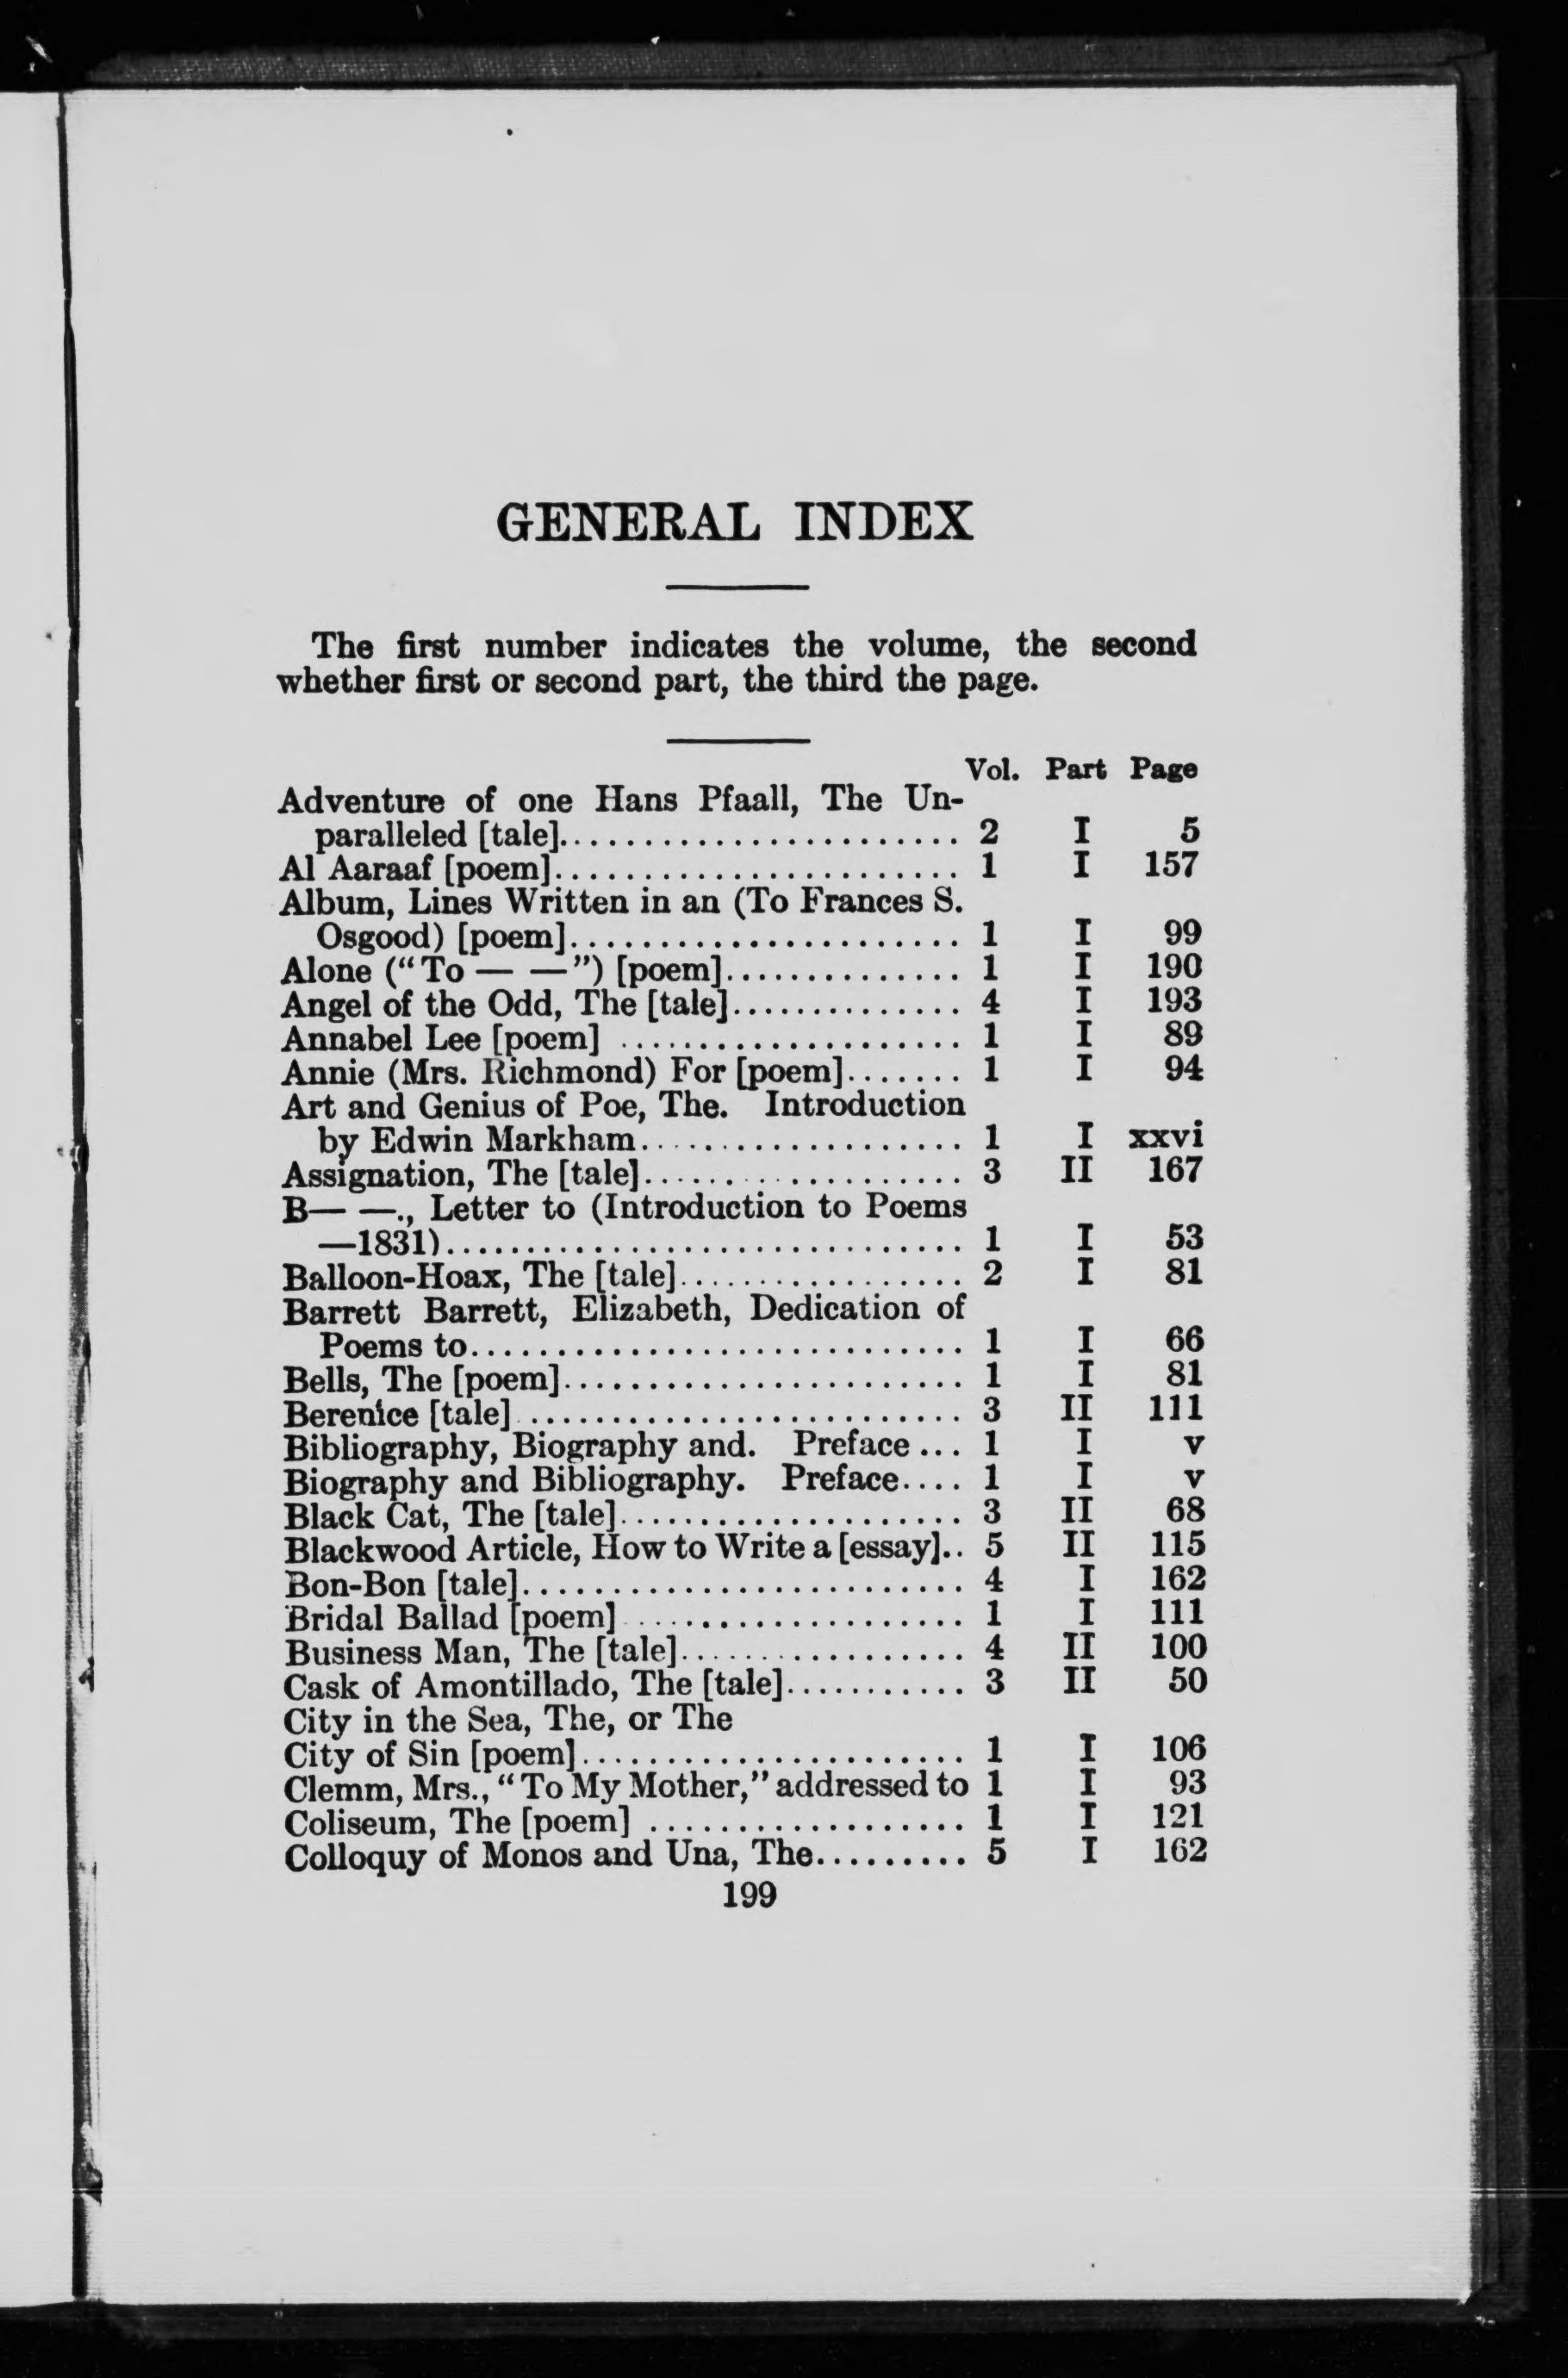 GENERAL INDEX
The first number indicates the volume, the second
whether first or second part, the third the page.
Vol. Part Page
Adventure of one Hans Pfaall, The Un-
paralleled [tale]........................ 2 I 5
Al Aaraaf [poem]........................ 1 I 157
Album, Lines Written in an (To Frances S.
Osgood) [poem]........................ 1 I 99
Alone ("To — —") [poem].............. 1 I 190
Angel of the Odd, The [tale].............. 4 I 193
Annabel Lee [poem] ..................... 1 I 89
Annie (Mrs. Richmond) For [poem]....... 1 I 94
Art and Genius of Poe, The. Introduction
by Edwin Markham.................... 1 I xxvi
Assignation, The [tale].................... 3 II 167
B— —., Letter to (Introduction to Poems
—1831)................................ 1 I 53
Balloon-Hoax, The [tale].................. 2 I 81
Barrett Barrett, Elizabeth, Dedication of
Poems to.............................. 1 I 66
Bells, The [poem]........................ 1 I 81
Berenice [tale] .......................... 3 II 111
Bibliography, Biography and. Preface ... 1 I v
Biography and Bibliography. Preface.... 1 I v
Black Cat, The [tale]..................... 3 II 68
Blackwood Article, How to Write a [essay].. 5 II 115
Bon-Bon [tale]........................... 4 I 162
Bridal Ballad [poem] .................... 1 I 111
Business Man, The [tale].................. 4 II 100
Cask of Amontillado, The [tale]........... 3 II 50
City in the Sea, The, or The
City of Sin [poem]....................... 1 I 106
Clemm, Mrs., "To My Mother," addressed to 1 I 93
Coliseum, The [poem] ................... 1 I 121
Colloquy of Monos and Una, The......... 5 I 162
199